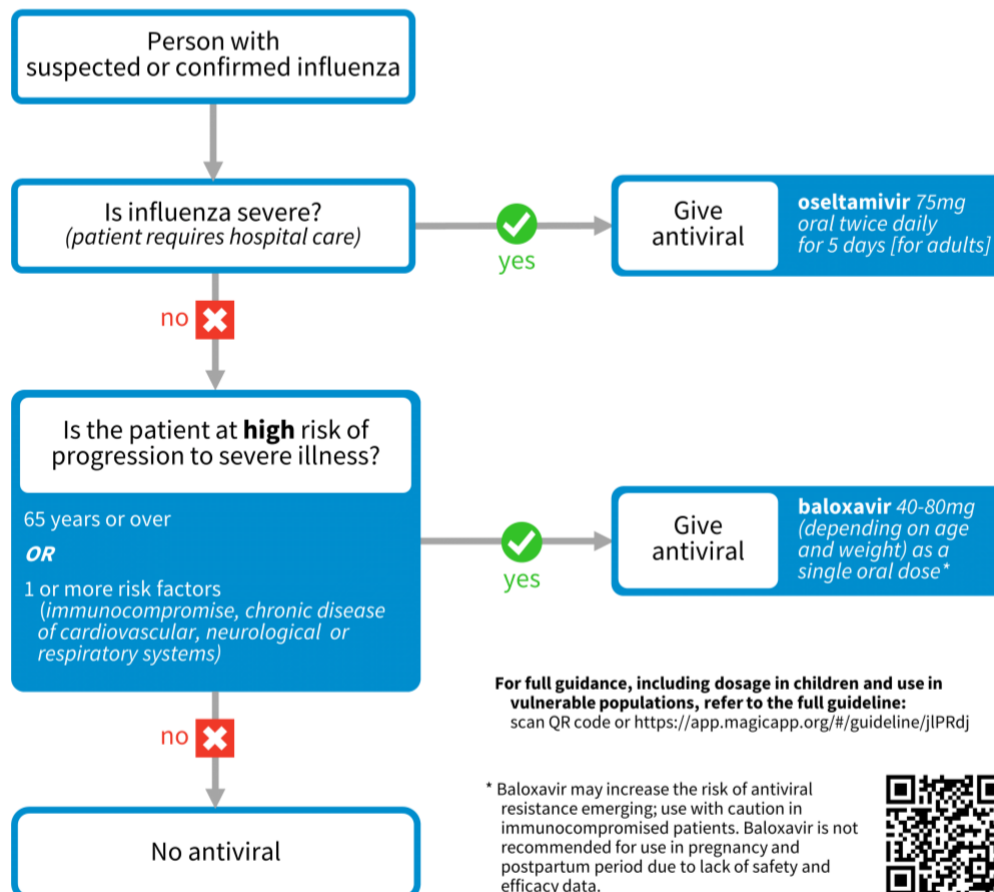 Person with
suspected or confirmed influenza
Is influenza severe?
(patient requires hospital care)
yes
Give
antiviral
oseltamivir 75mg
oral twice daily
for 5 days [for adults]
no
Is the patient at high risk of
progression to severe illness?
65 years or over
OR
1 or more risk factors
(immunocompromise, chronic disease
of cardiovascular, neurological or
respiratory systems)
yes
Give
antiviral
baloxavir 40-80mg
(depending on age
and weight) as a
single oral dose*
no
No antiviral
For full guidance, including dosage in children and use in
vulnerable populations, refer to the full guideline:
scan QR code or https://app.magicapp.org/#/guideline/jlPRdj
* Baloxavir may increase the risk of antiviral
resistance emerging; use with caution in
immunocompromised patients. Baloxavir is not
recommended for use in pregnancy and
postpartum period due to lack of safety and
efficacy data.